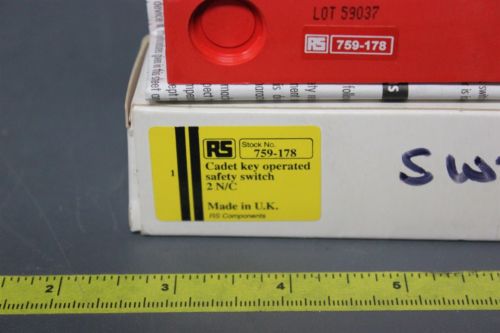 LOT 59037
RS 759-178
RS Stock No.
759-178
1
Cadet key operated
safety switch
2 N/C
Made in U.K.
RS Components
SW
2 3 4 5